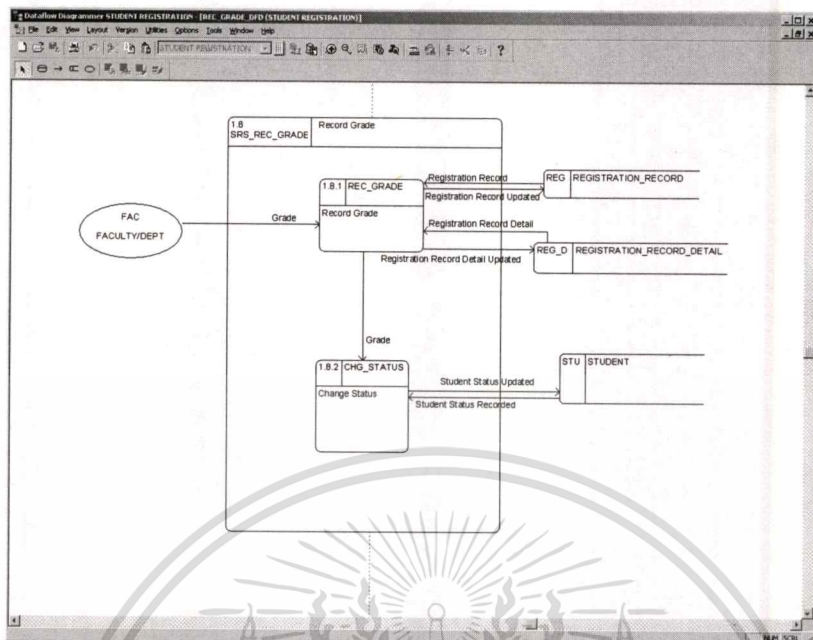 Dataflow Diagrammer STUDENT REGISTRATION - [REC_GRADE_DFD (STUDENT REGISTRATION)]
File Edit View Layout Version Utilities Options Tools Window Help
STUDENT REGISTRATION
1.8
SRS_REC_GRADE
Record Grade
1.8.1 REC_GRADE
Record Grade
Registration Record
Registration Record Updated
REG REGISTRATION_RECORD
FAC
FACULTY/DEPT
Grade
Registration Record Detail
Registration Record Detail Updated
REG_D REGISTRATION_RECORD_DETAIL
Grade
1.8.2 CHG_STATUS
Change Status
Student Status Updated
Student Status Recorded
STU STUDENT
NUM SCRL